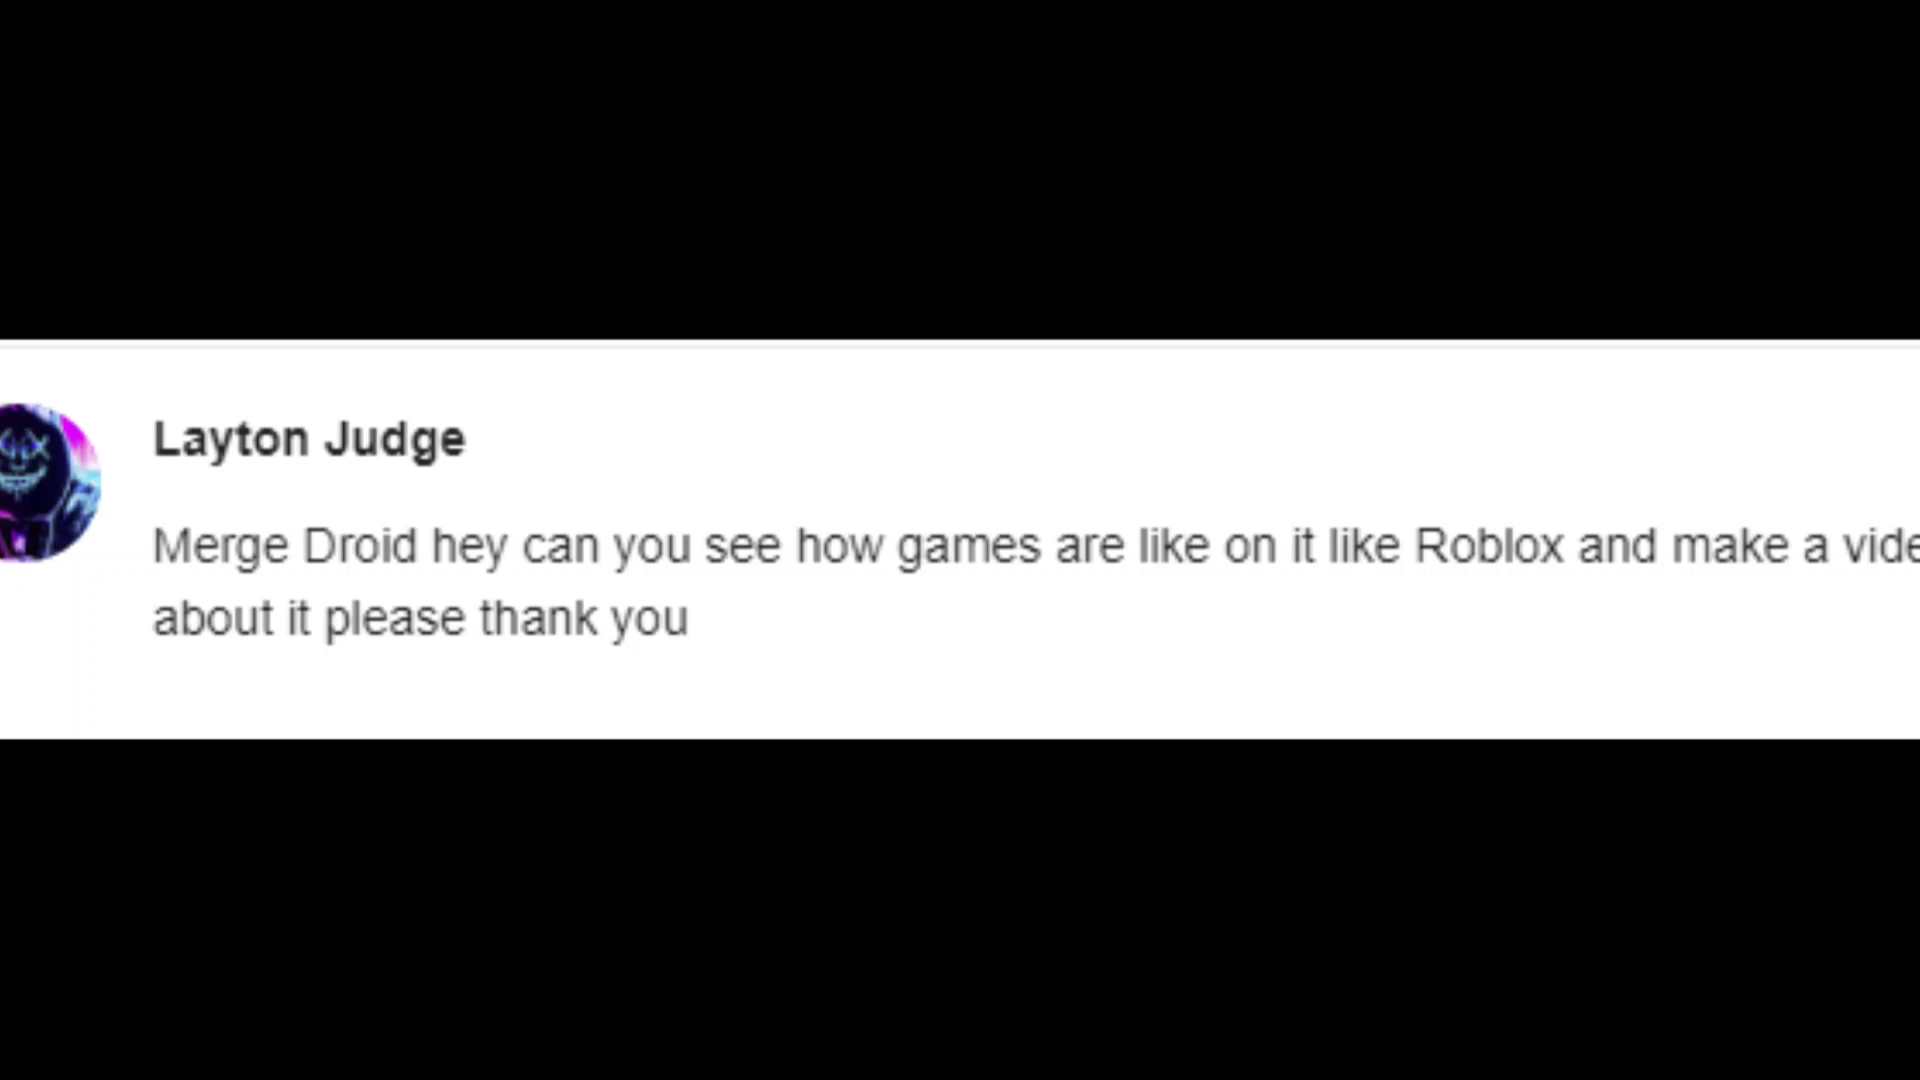 Layton Judge
Merge Droid hey can you see how games are like on it like Roblox and make a vide
about it please thank you